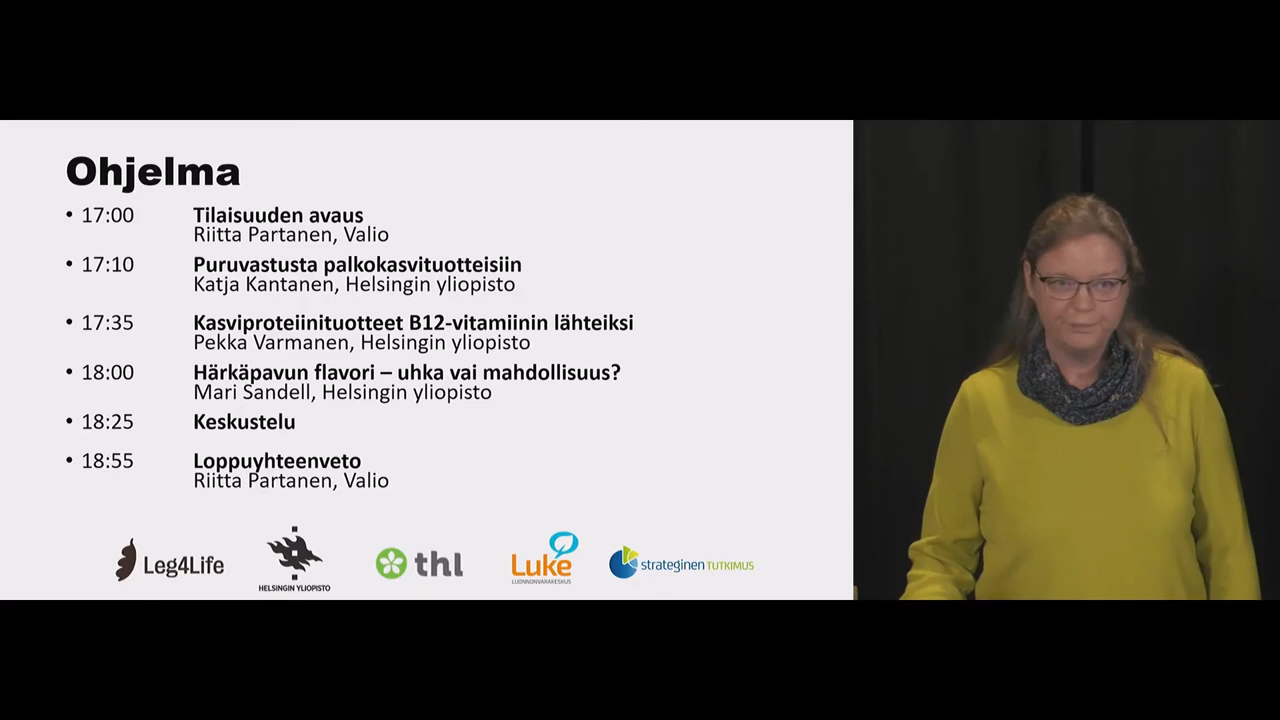 Ohjelma
• 17:00 Tilaisuuden avaus
Riitta Partanen, Valio
• 17:10 Puruvastusta palkokasvituotteisiin
Katja Kantanen, Helsingin yliopisto
• 17:35 Kasviproteiinituotteet B12-vitamiinin lähteiksi
Pekka Varmanen, Helsingin yliopisto
• 18:00 Härkäpavun flavori – uhka vai mahdollisuus?
Mari Sandell, Helsingin yliopisto
• 18:25 Keskustelu
• 18:55 Loppuyhteenveto
Riitta Partanen, Valio
Leg4Life
HELSINGIN YLIOPISTO
thl
Luke
LUONNONVARAKESKUS
strateginen TUTKIMUS